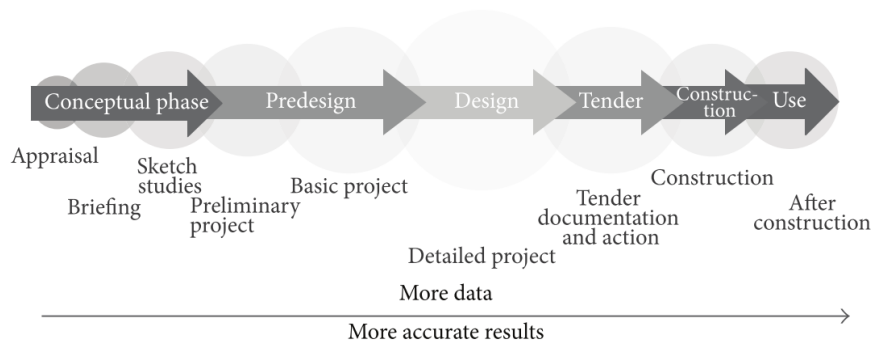 Conceptual phase
Predesign
Design
Tender
Construc-
tion
Use
Appraisal
Briefing
Sketch
studies
Preliminary
project
Basic project
Detailed project
Tender
documentation
and action
Construction
After
construction
More data
More accurate results